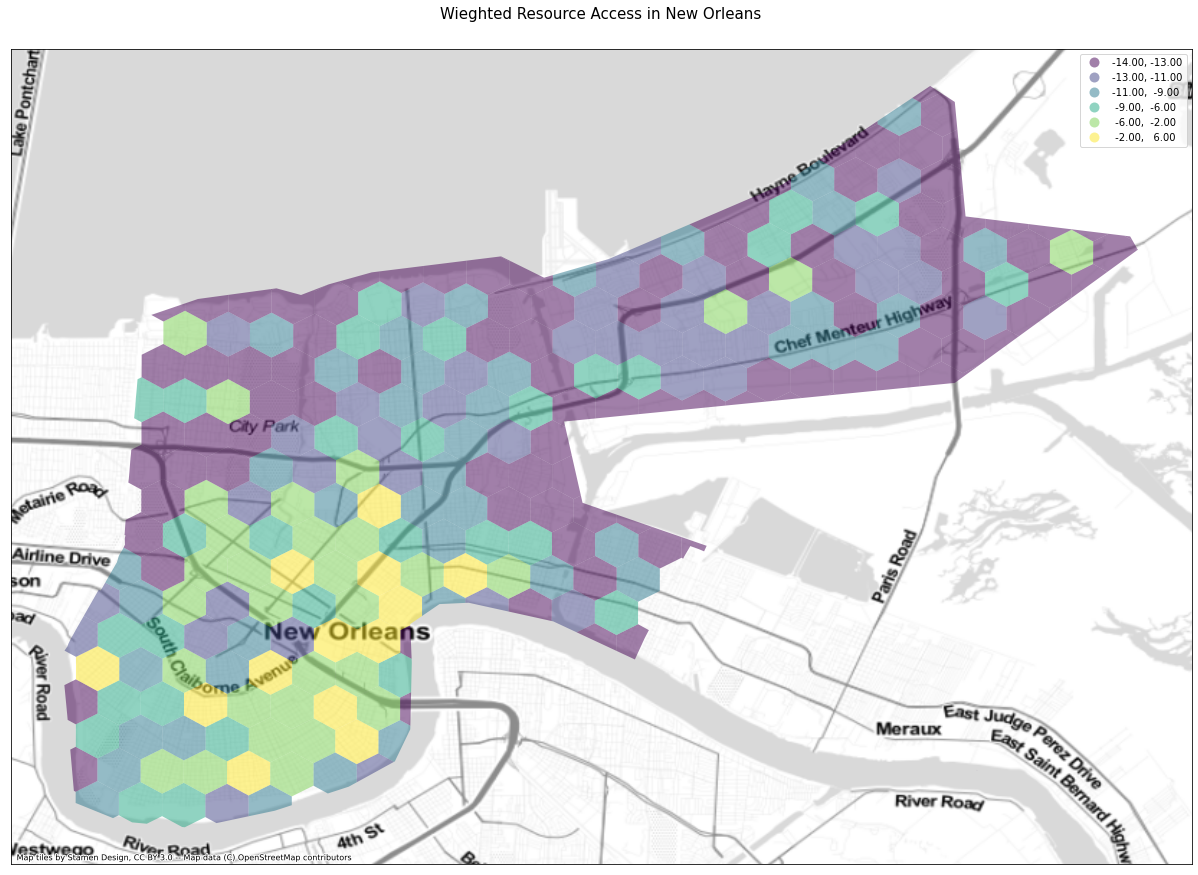 Wieghted Resource Access in New Orleans
Lake Pontchart
-14.00, -13.00
-13.00, -11.00
-11.00, -9.00
-9.00, -6.00
-6.00, -2.00
-2.00, 6.00
Hayne Boulevard
Chef Menteur Highway
City Park
Metairie Road
Airline Drive
son
oad
River Road
South Claiborne Avenue
New Orleans
Paris Road
East Judge Perez Drive
Meraux
East Saint Bernard Highw
River Road
4th St
River Road
Westwego
Map tiles by Stamen Design, CC BY 3.0 -- Map data (C) OpenStreetMap contributors